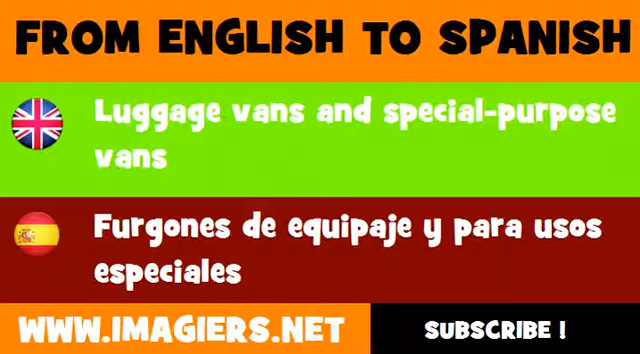 FROM ENGLISH TO SPANISH
Luggage vans and special-purpose
vans
Furgones de equipaje y para usos
especiales
WWW.IMAGIERS.NET
SUBSCRIBE !